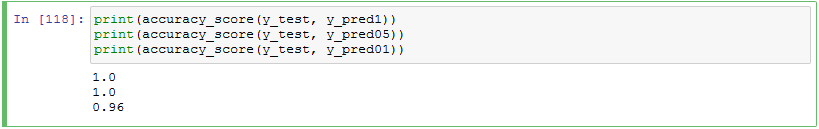 In [118]: print(accuracy_score(y_test, y_pred1))
print(accuracy_score(y_test, y_pred05))
print(accuracy_score(y_test, y_pred01))
1.0
1.0
0.96